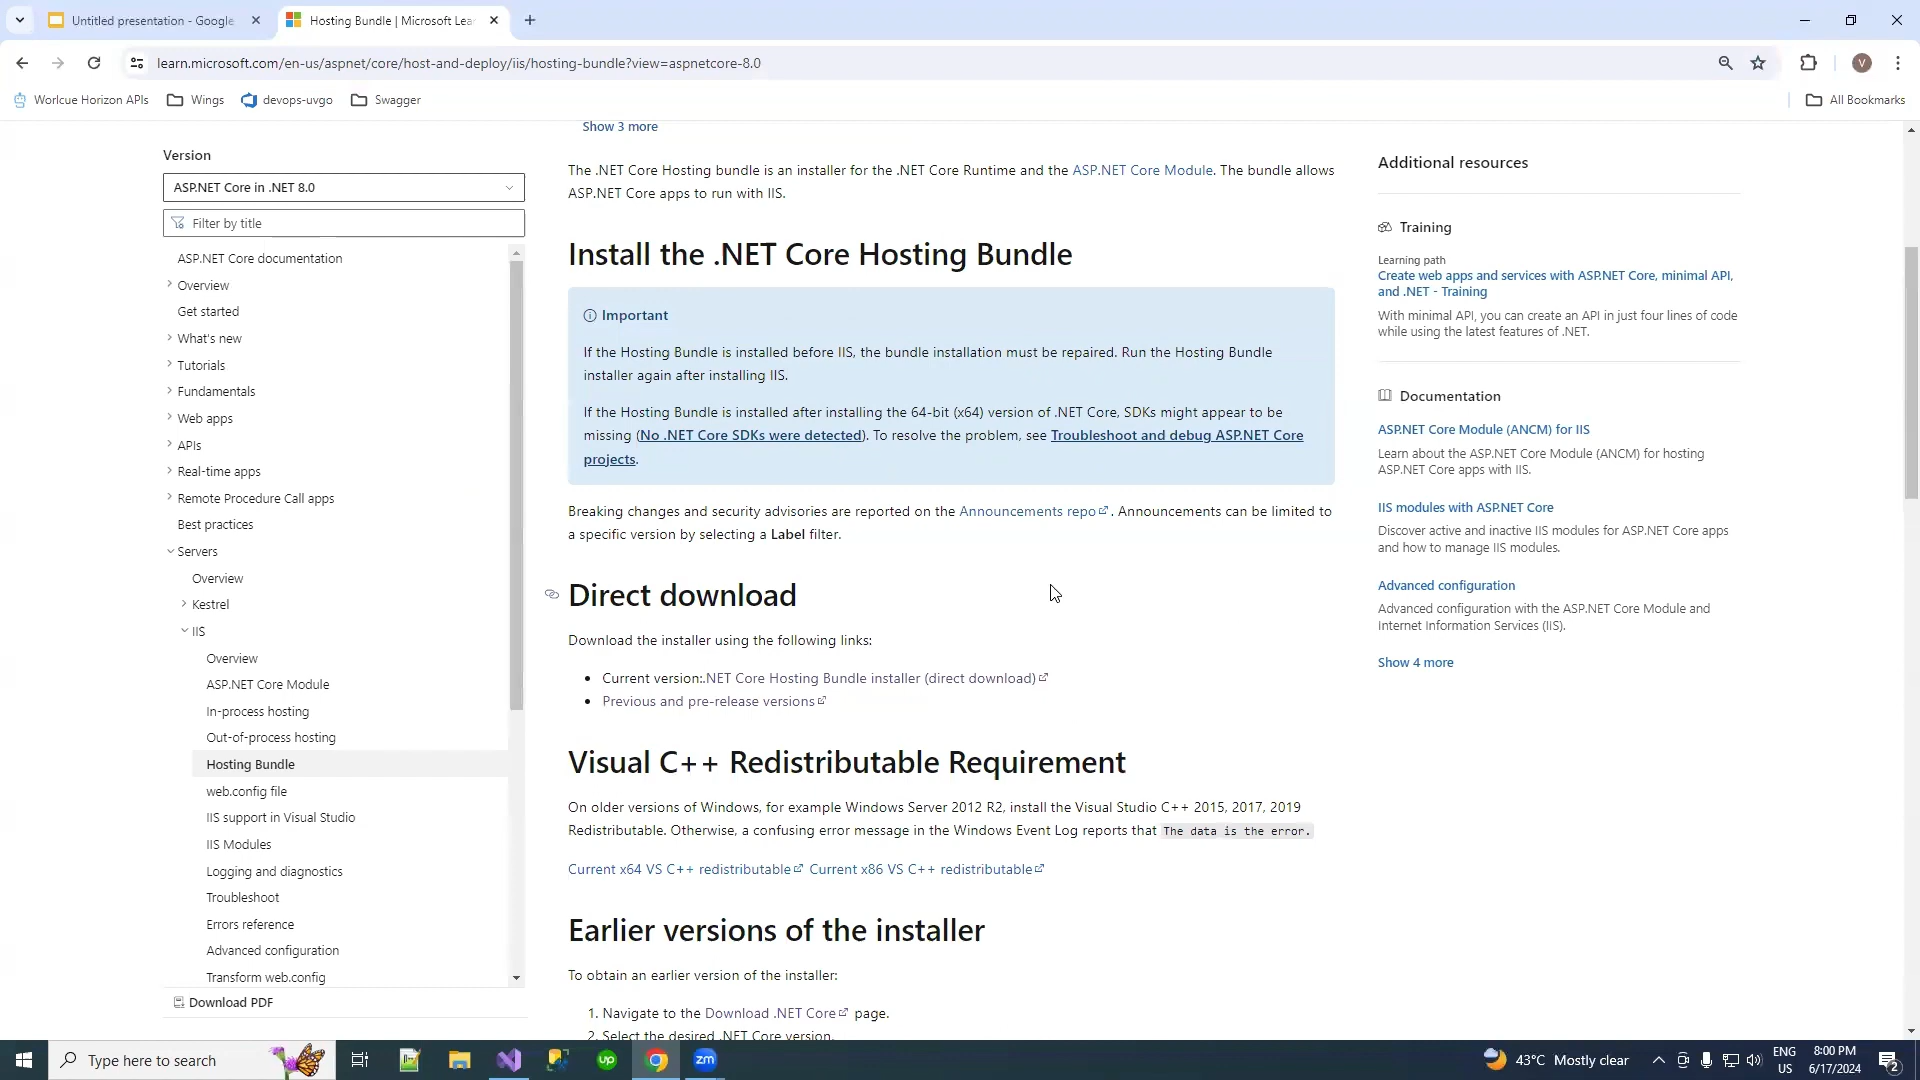 Untitled presentation - Google
Hosting Bundle | Microsoft Lea
learn.microsoft.com/en-us/aspnet/core/host-and-deploy/iis/hosting-bundle?view=aspnetcore-8.0
V
Worlcue Horizon APIs
Wings
devops-uvgo
Swagger
All Bookmarks
Version
ASP.NET Core in .NET 8.0
Filter by title
ASP.NET Core documentation
Overview
Get started
What's new
Tutorials
Fundamentals
Web apps
APIs
Real-time apps
Remote Procedure Call apps
Best practices
Servers
Overview
Kestrel
IIS
Overview
ASP.NET Core Module
In-process hosting
Out-of-process hosting
Hosting Bundle
web.config file
IIS support in Visual Studio
IIS Modules
Logging and diagnostics
Troubleshoot
Errors reference
Advanced configuration
Transform web.config
Download PDF
Show 3 more
The .NET Core Hosting bundle is an installer for the .NET Core Runtime and the ASP.NET Core Module. The bundle allows
ASP.NET Core apps to run with IIS.
Install the .NET Core Hosting Bundle
Important
If the Hosting Bundle is installed before IIS, the bundle installation must be repaired. Run the Hosting Bundle
installer again after installing IIS.
If the Hosting Bundle is installed after installing the 64-bit (x64) version of .NET Core, SDKs might appear to be
missing (No .NET Core SDKs were detected). To resolve the problem, see Troubleshoot and debug ASP.NET Core
projects.
Breaking changes and security advisories are reported on the Announcements repo. Announcements can be limited to
a specific version by selecting a Label filter.
Direct download
Download the installer using the following links:
• Current version:.NET Core Hosting Bundle installer (direct download)
• Previous and pre-release versions
Visual C++ Redistributable Requirement
On older versions of Windows, for example Windows Server 2012 R2, install the Visual Studio C++ 2015, 2017, 2019
Redistributable. Otherwise, a confusing error message in the Windows Event Log reports that The data is the error.
Current x64 VS C++ redistributable Current x86 VS C++ redistributable
Earlier versions of the installer
To obtain an earlier version of the installer:
1. Navigate to the Download .NET Core page.
2. Select the desired .NET Core version.
Additional resources
Training
Learning path
Create web apps and services with ASP.NET Core, minimal API,
and .NET - Training
With minimal API, you can create an API in just four lines of code
while using the latest features of .NET.
Documentation
ASP.NET Core Module (ANCM) for IIS
Learn about the ASP.NET Core Module (ANCM) for hosting
ASP.NET Core apps with IIS.
IIS modules with ASP.NET Core
Discover active and inactive IIS modules for ASP.NET Core apps
and how to manage IIS modules.
Advanced configuration
Advanced configuration with the ASP.NET Core Module and
Internet Information Services (IIS).
Show 4 more
Type here to search
up
zm
43°C Mostly clear
ENG
US
8:00 PM
6/17/2024
2